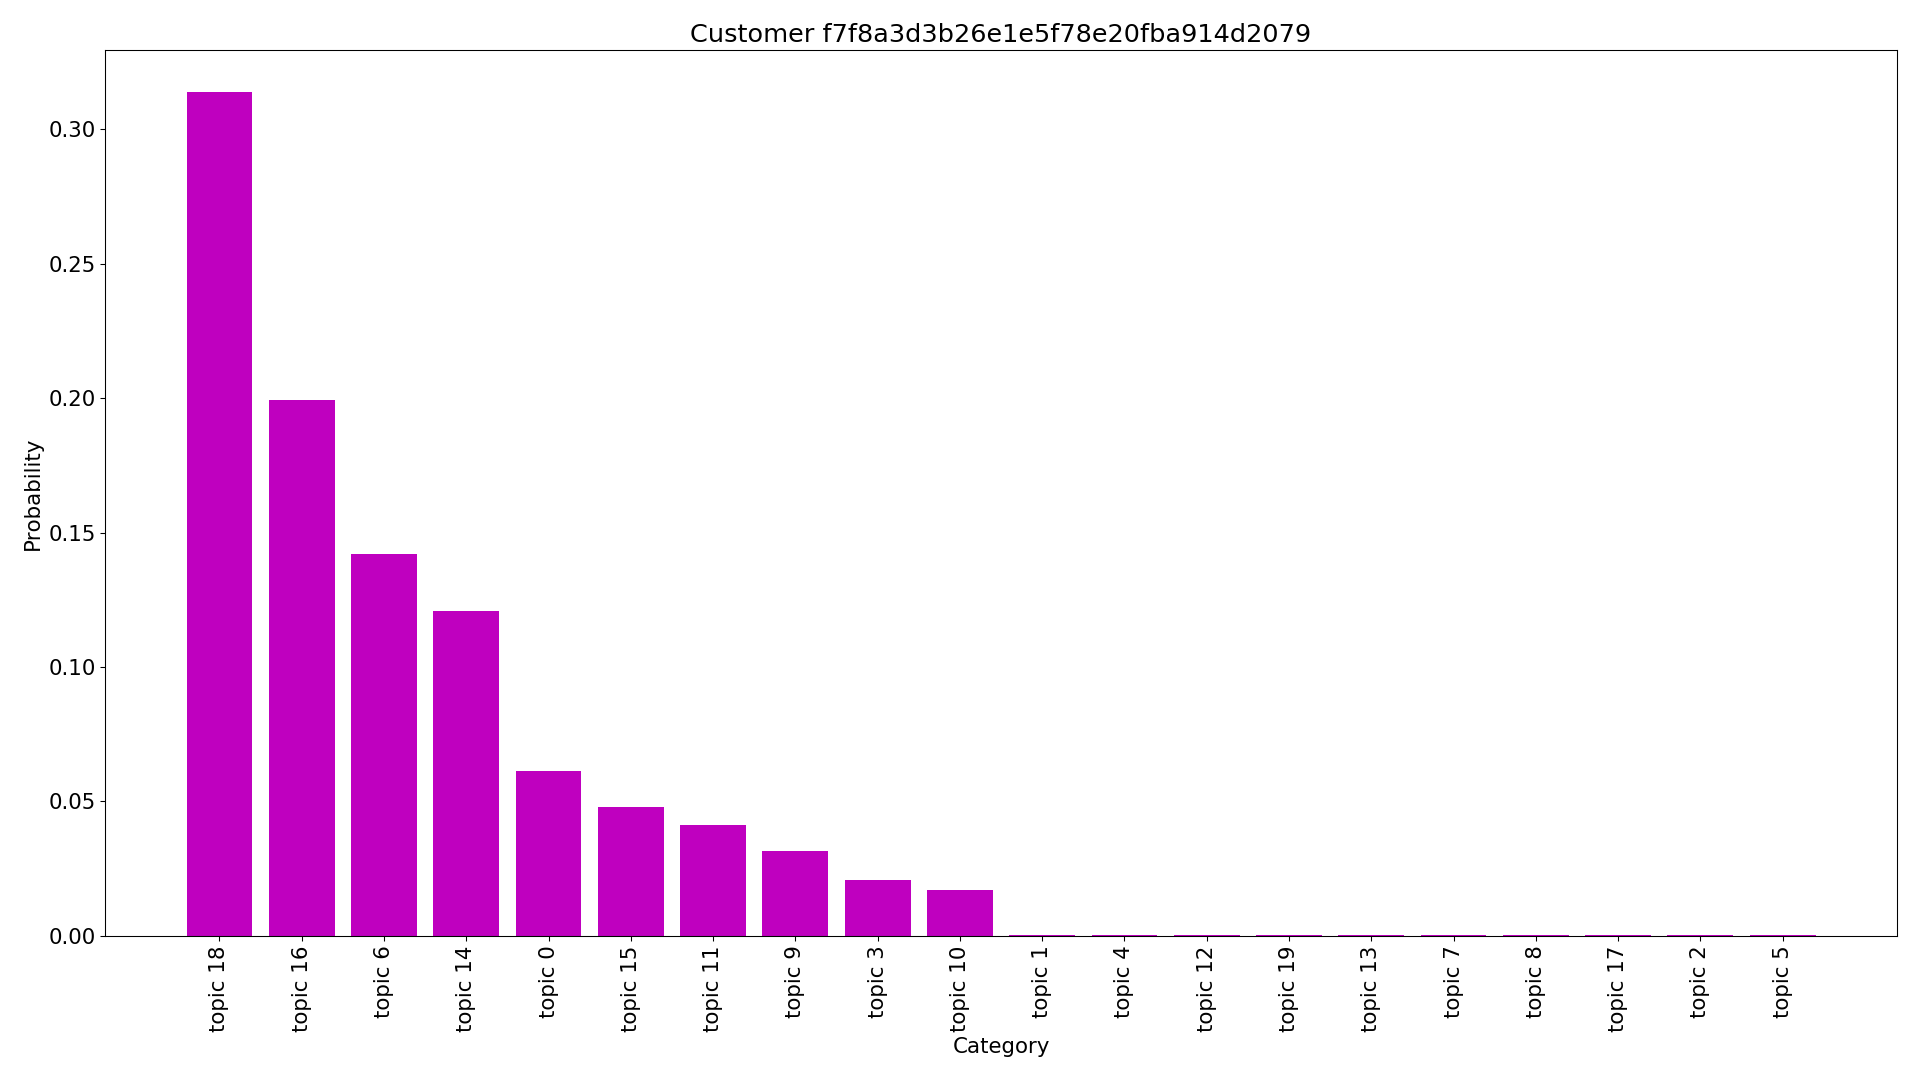 Customer f7f8a3d3b26e1e5f78e20fba914d2079
Probability
0.30
0.25
0.20
0.15
0.10
0.05
0.00
topic 18
topic 16
topic 6
topic 14
topic 0
topic 15
topic 11
topic 9
topic 3
topic 10
topic 1
topic 4
topic 12
topic 19
topic 13
topic 7
topic 8
topic 17
topic 2
topic 5
Category